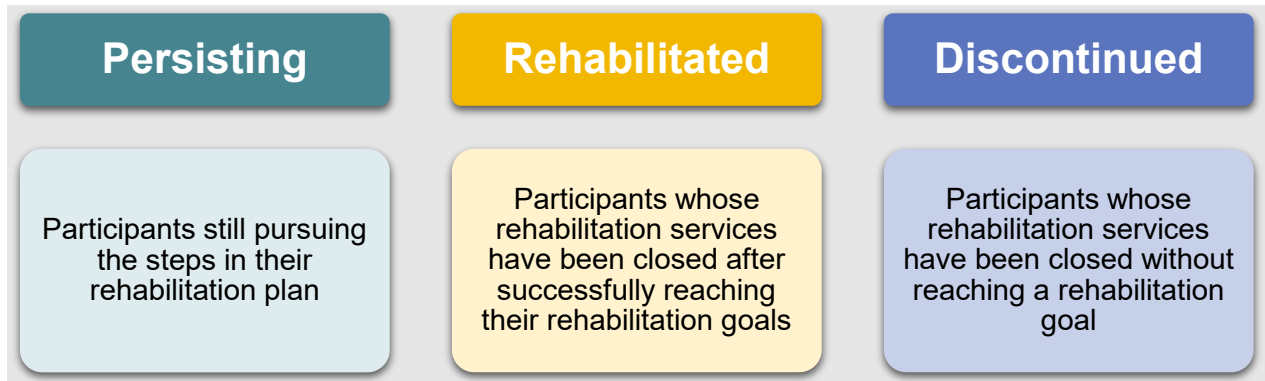 Persisting
Rehabilitated
Discontinued
Participants still pursuing
the steps in their
rehabilitation plan
Participants whose
rehabilitation services
have been closed after
successfully reaching
their rehabilitation goals
Participants whose
rehabilitation services
have been closed without
reaching a rehabilitation
goal